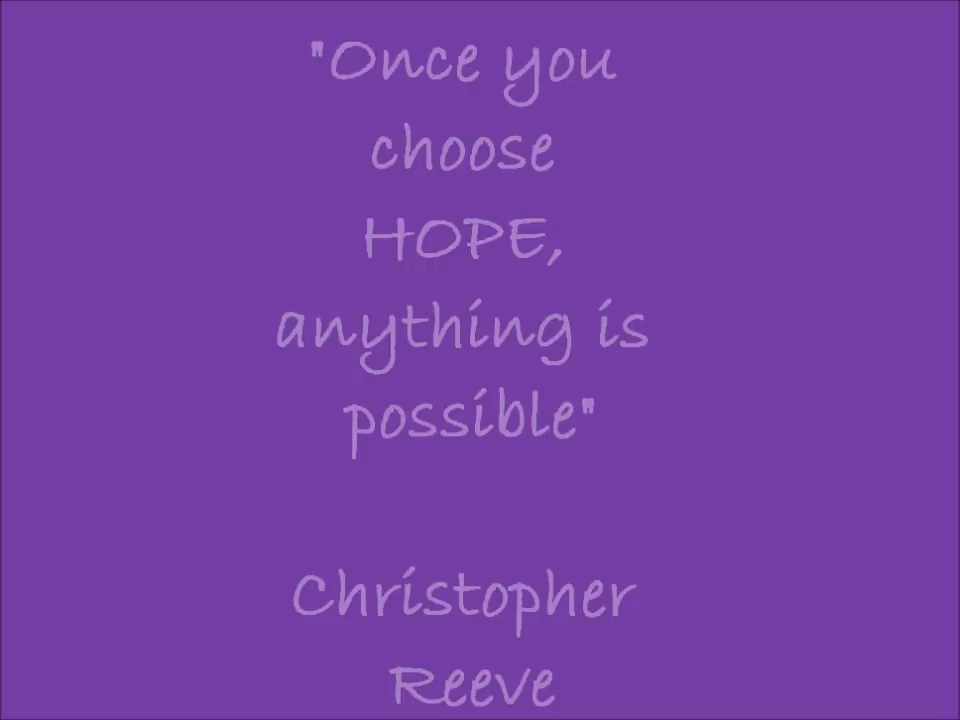 "Once you
choose
HOPE,
anything is
possible"
Christopher
Reeve